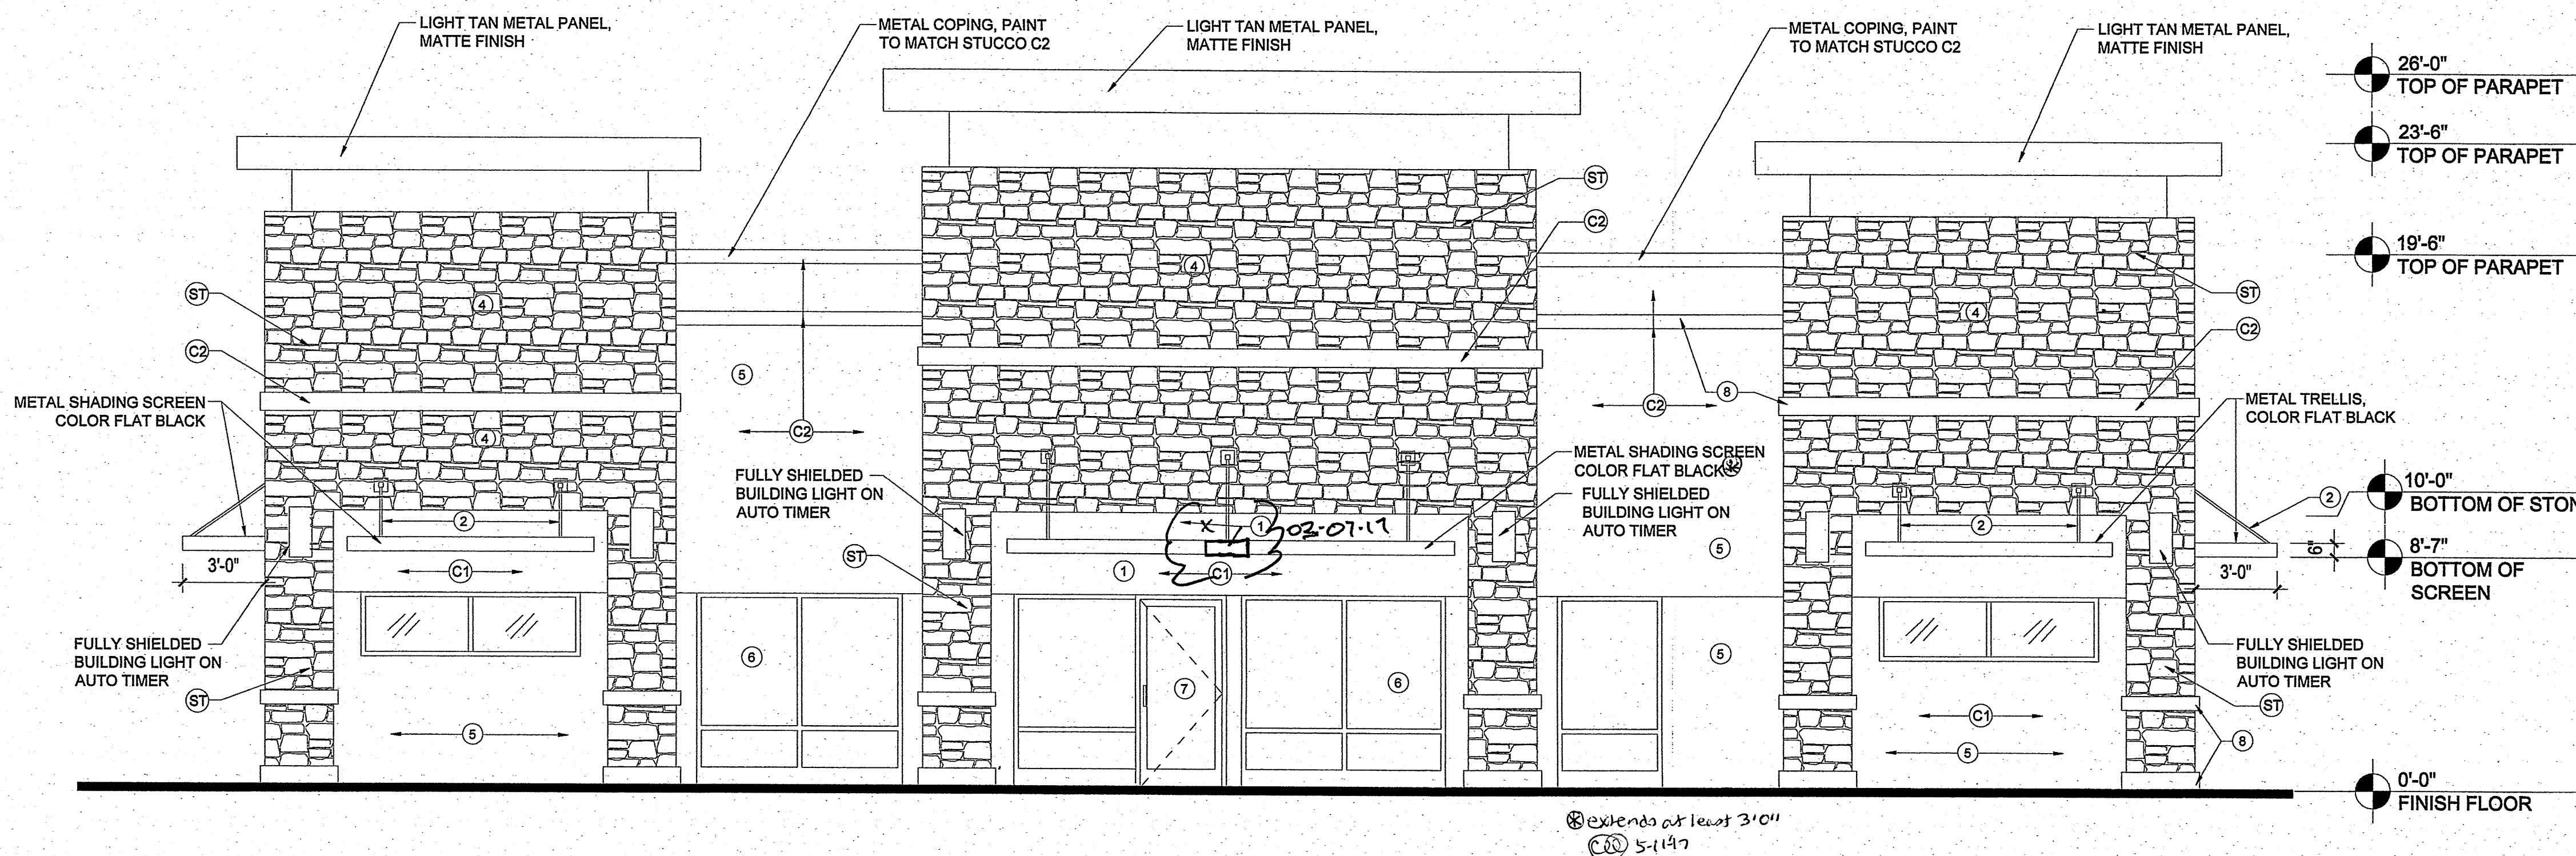 LIGHT TAN METAL PANEL,
MATTE FINISH
METAL COPING, PAINT
TO MATCH STUCCO C2
LIGHT TAN METAL PANEL,
MATTE FINISH
METAL COPING, PAINT
TO MATCH STUCCO C2
LIGHT TAN METAL PANEL,
MATTE FINISH
26'-0"
TOP OF PARAPET
23'-6"
TOP OF PARAPET
19'-6"
TOP OF PARAPET
ST
C2
4
ST
C2
4
5
C2
4
METAL SHADING SCREEN
COLOR FLAT BLACK
4
ST
C2
8
C2
4
ST
C2
METAL TRELLIS,
COLOR FLAT BLACK
METAL SHADING SCREEN
COLOR FLAT BLACK
FULLY SHIELDED
BUILDING LIGHT ON
AUTO TIMER
FULLY SHIELDED
BUILDING LIGHT ON
AUTO TIMER
2
X
1
03-07-17
2
2
10'-0"
BOTTOM OF STON
8'-7"
BOTTOM OF
SCREEN
6"
3'-0"
C1
ST
1
C1
5
3'-0"
FULLY SHIELDED
BUILDING LIGHT ON
AUTO TIMER
ST
5
6
7
6
5
C1
5
FULLY SHIELDED
BUILDING LIGHT ON
AUTO TIMER
ST
8
0'-0"
FINISH FLOOR
extends at least 3'0"